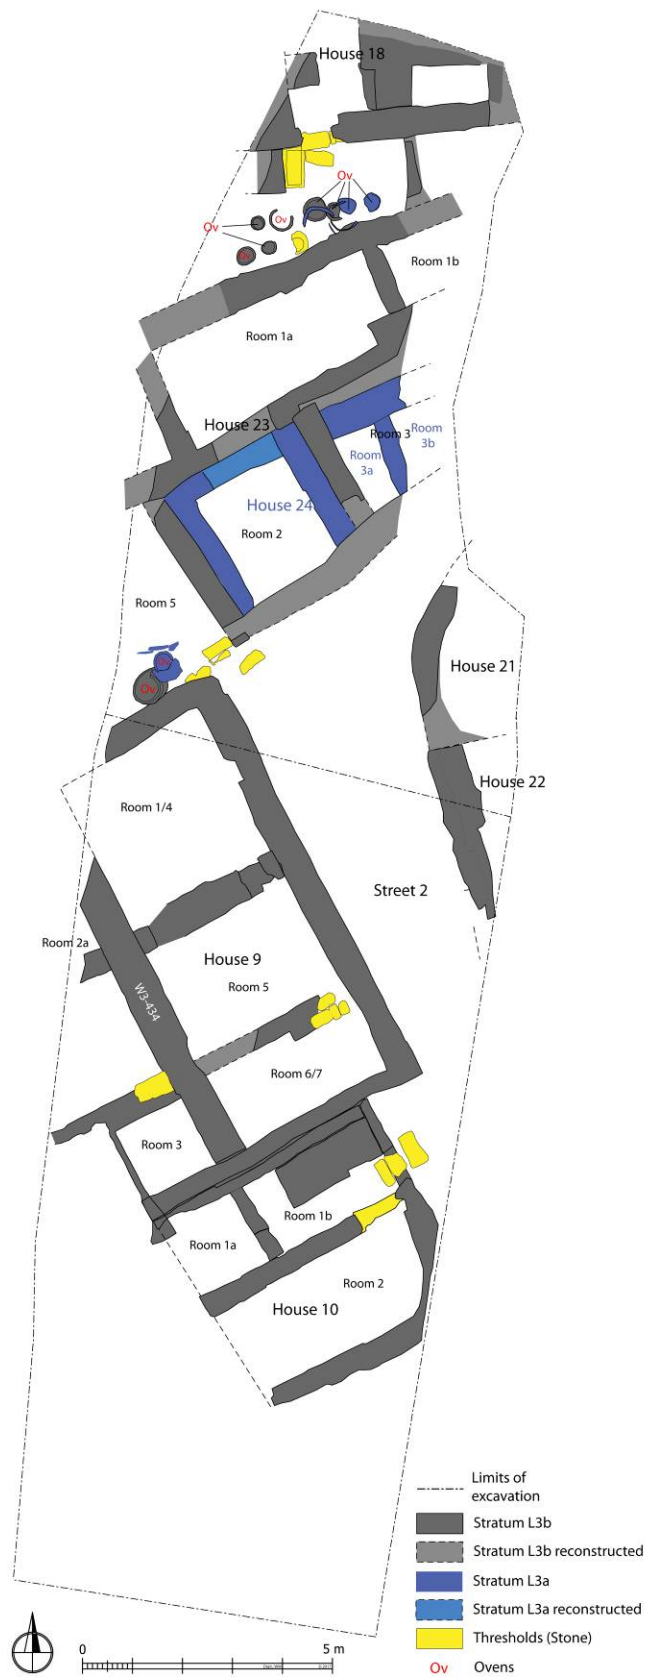 House 18
Ov
Ov
Ov
Ov
Room 1b
Room 1a
House 23
Room 3
Room
3b
Room
3a
House 24
Room 2
Room 5
Ov
Ov
House 21
House 22
Room 1/4
Street 2
Room 2a
House 9
Room 5
W3-434
Room 6/7
Room 3
Room 1b
Room 1a
Room 2
House 10
Limits of
excavation
Stratum L3b
Stratum L3b reconstructed
Stratum L3a
Stratum L3a reconstructed
Thresholds (Stone)
Ov Ovens
0 5 m